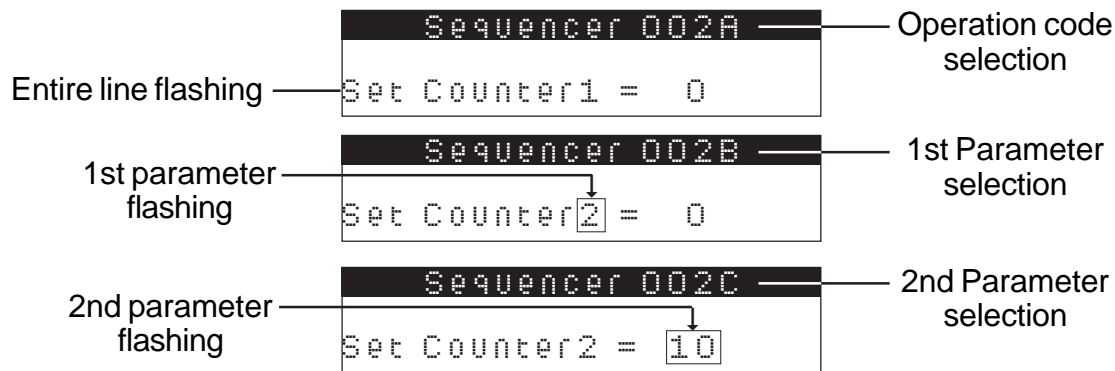 Sequencer 002A
Operation code
selection
Entire line flashing
Set Counter1 = 0
Sequencer 002B
1st Parameter
selection
1st parameter
flashing
Set Counter2 = 0
Sequencer 002C
2nd Parameter
selection
2nd parameter
flashing
Set Counter2 = 10